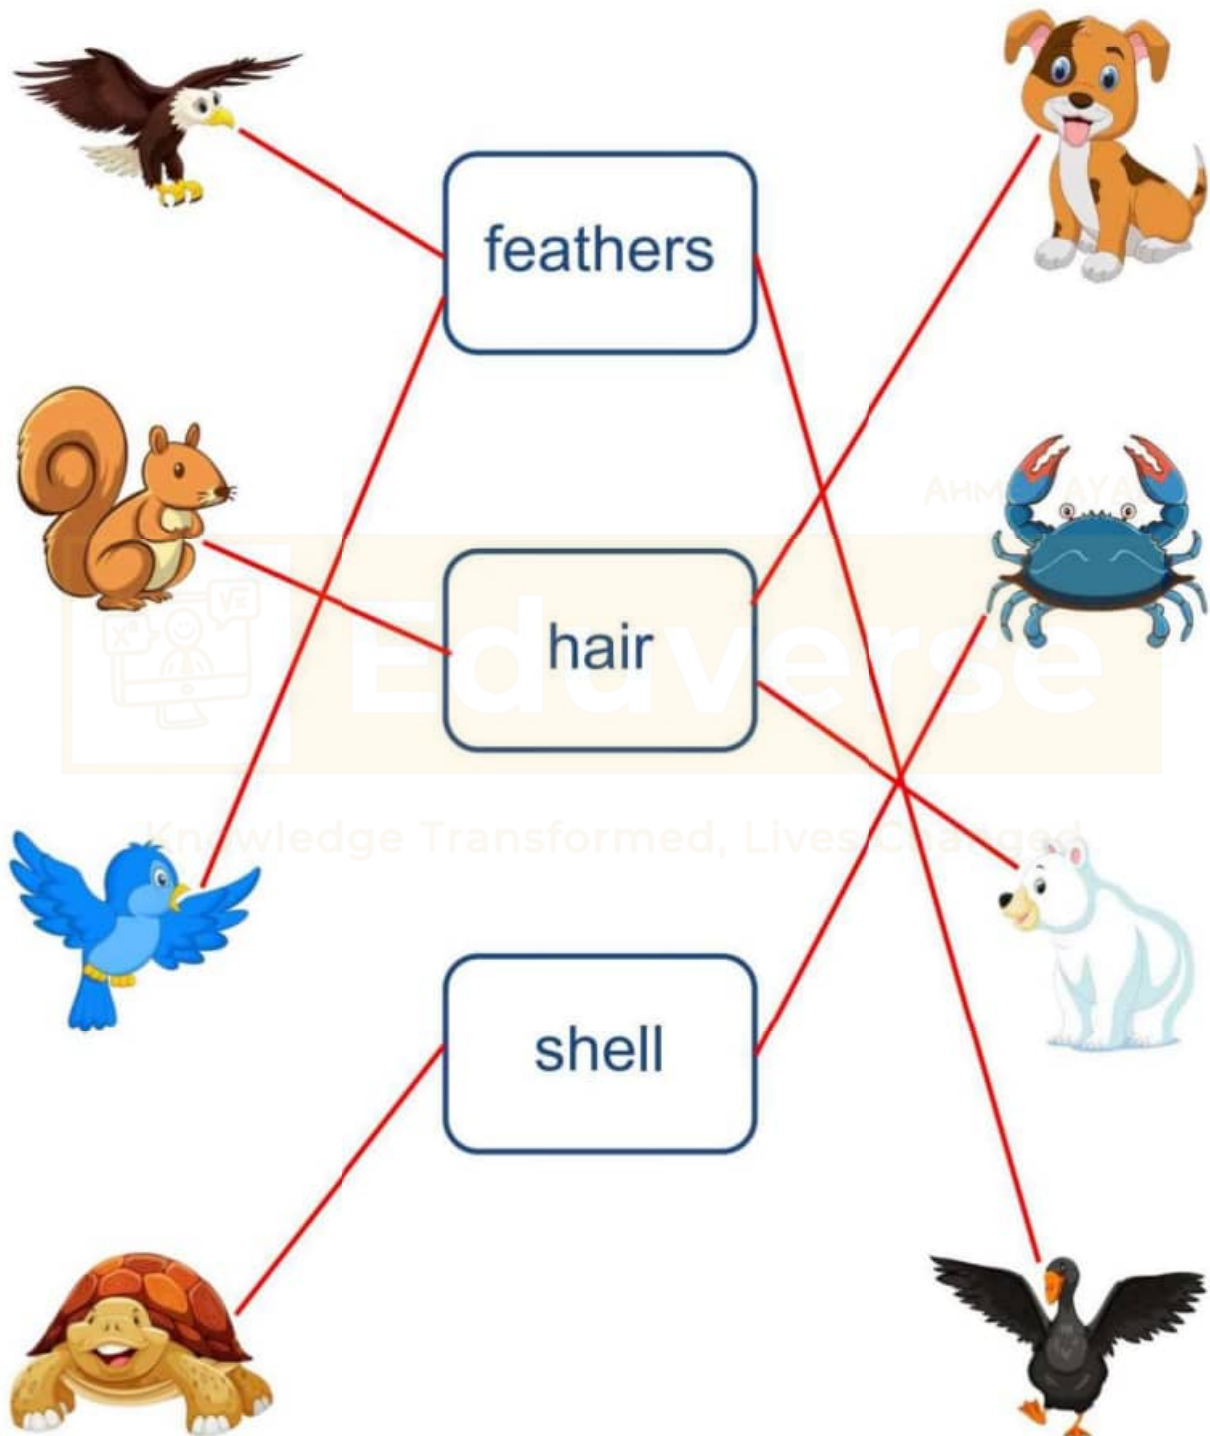 feathers
hair
Eduverse
Knowledge Transformed, Lives Changed
shell